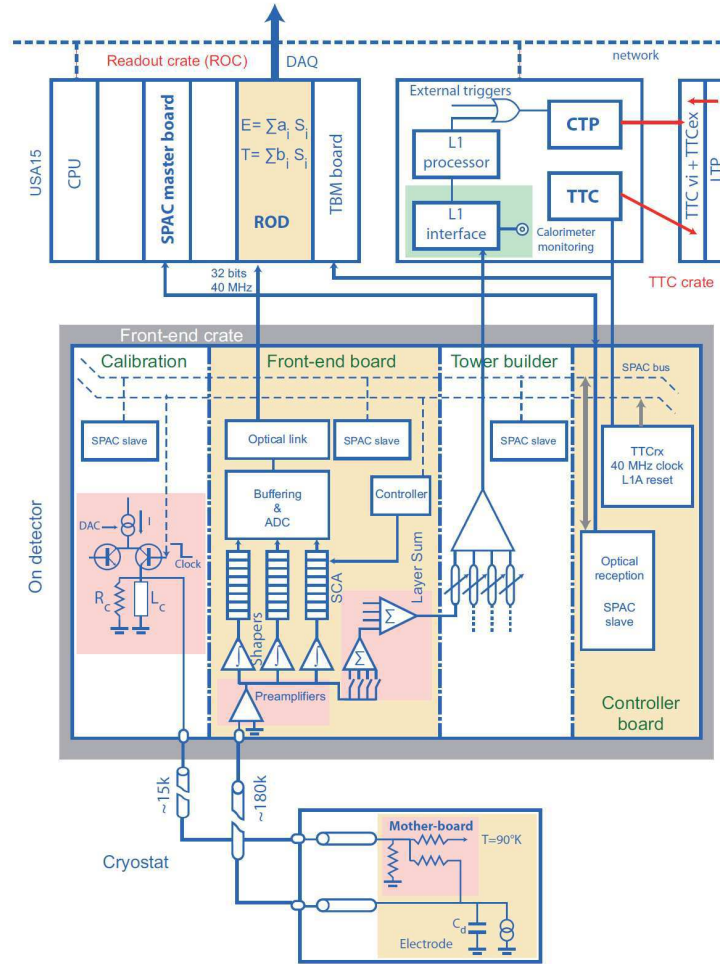 Readout crate (ROC)
DAQ
network
USA15
CPU
SPAC master board
E= ∑a_i S_i
T= ∑b_i S_i
ROD
TBM board
External triggers
CTP
L1
processor
TTC
L1
interface
Calorimeter
monitoring
TTC vi + TTCex
LTP
TTC crate
32 bits
40 MHz
Front-end crate
Calibration
Front-end board
Tower builder
SPAC bus
SPAC slave
Optical link
SPAC slave
SPAC slave
TTCrx
40 MHz clock
L1A reset
Buffering
&
ADC
Controller
On detector
DAC
I
Clock
R_c
L_c
SCA
Layer Sum
Optical
reception
SPAC
slave
Shapers
∫
∫
∫
∑
∑
Preamplifiers
Controller
board
~15k
~180k
Cryostat
Mother-board
T=90°K
C_d
Electrode